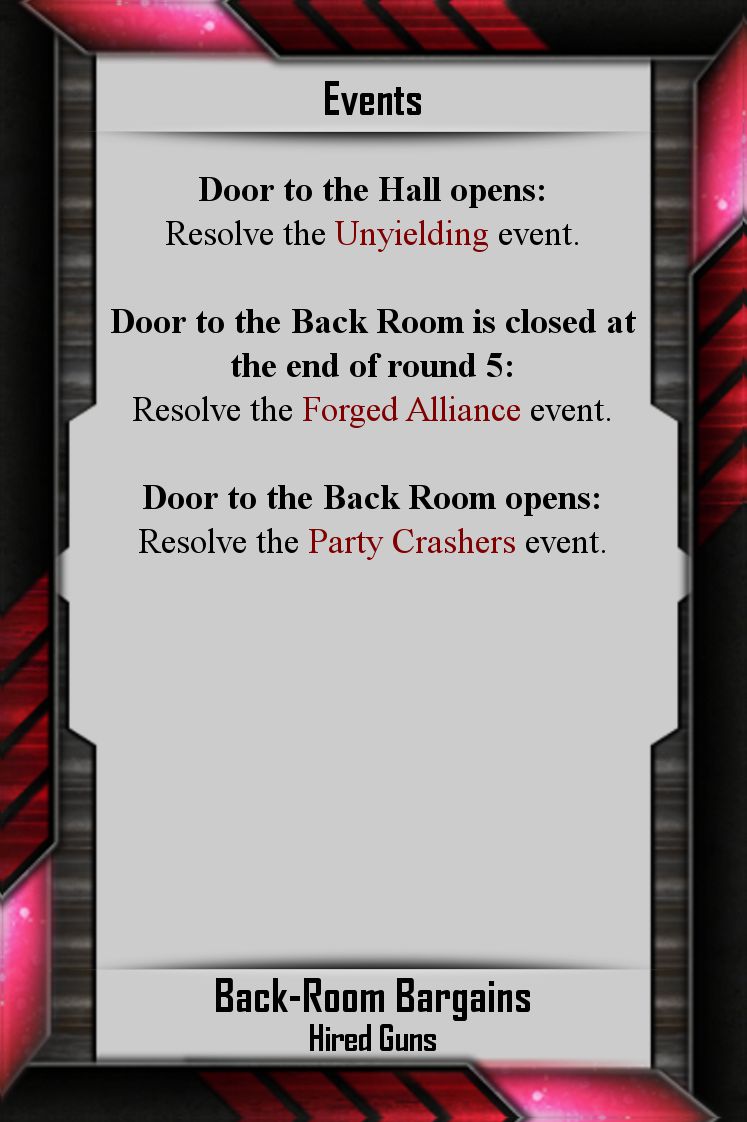 Events
Door to the Hall opens:
Resolve the Unyielding event.
Door to the Back Room is closed at
the end of round 5:
Resolve the Forged Alliance event.
Door to the Back Room opens:
Resolve the Party Crashers event.
Back-Room Bargains
Hired Guns